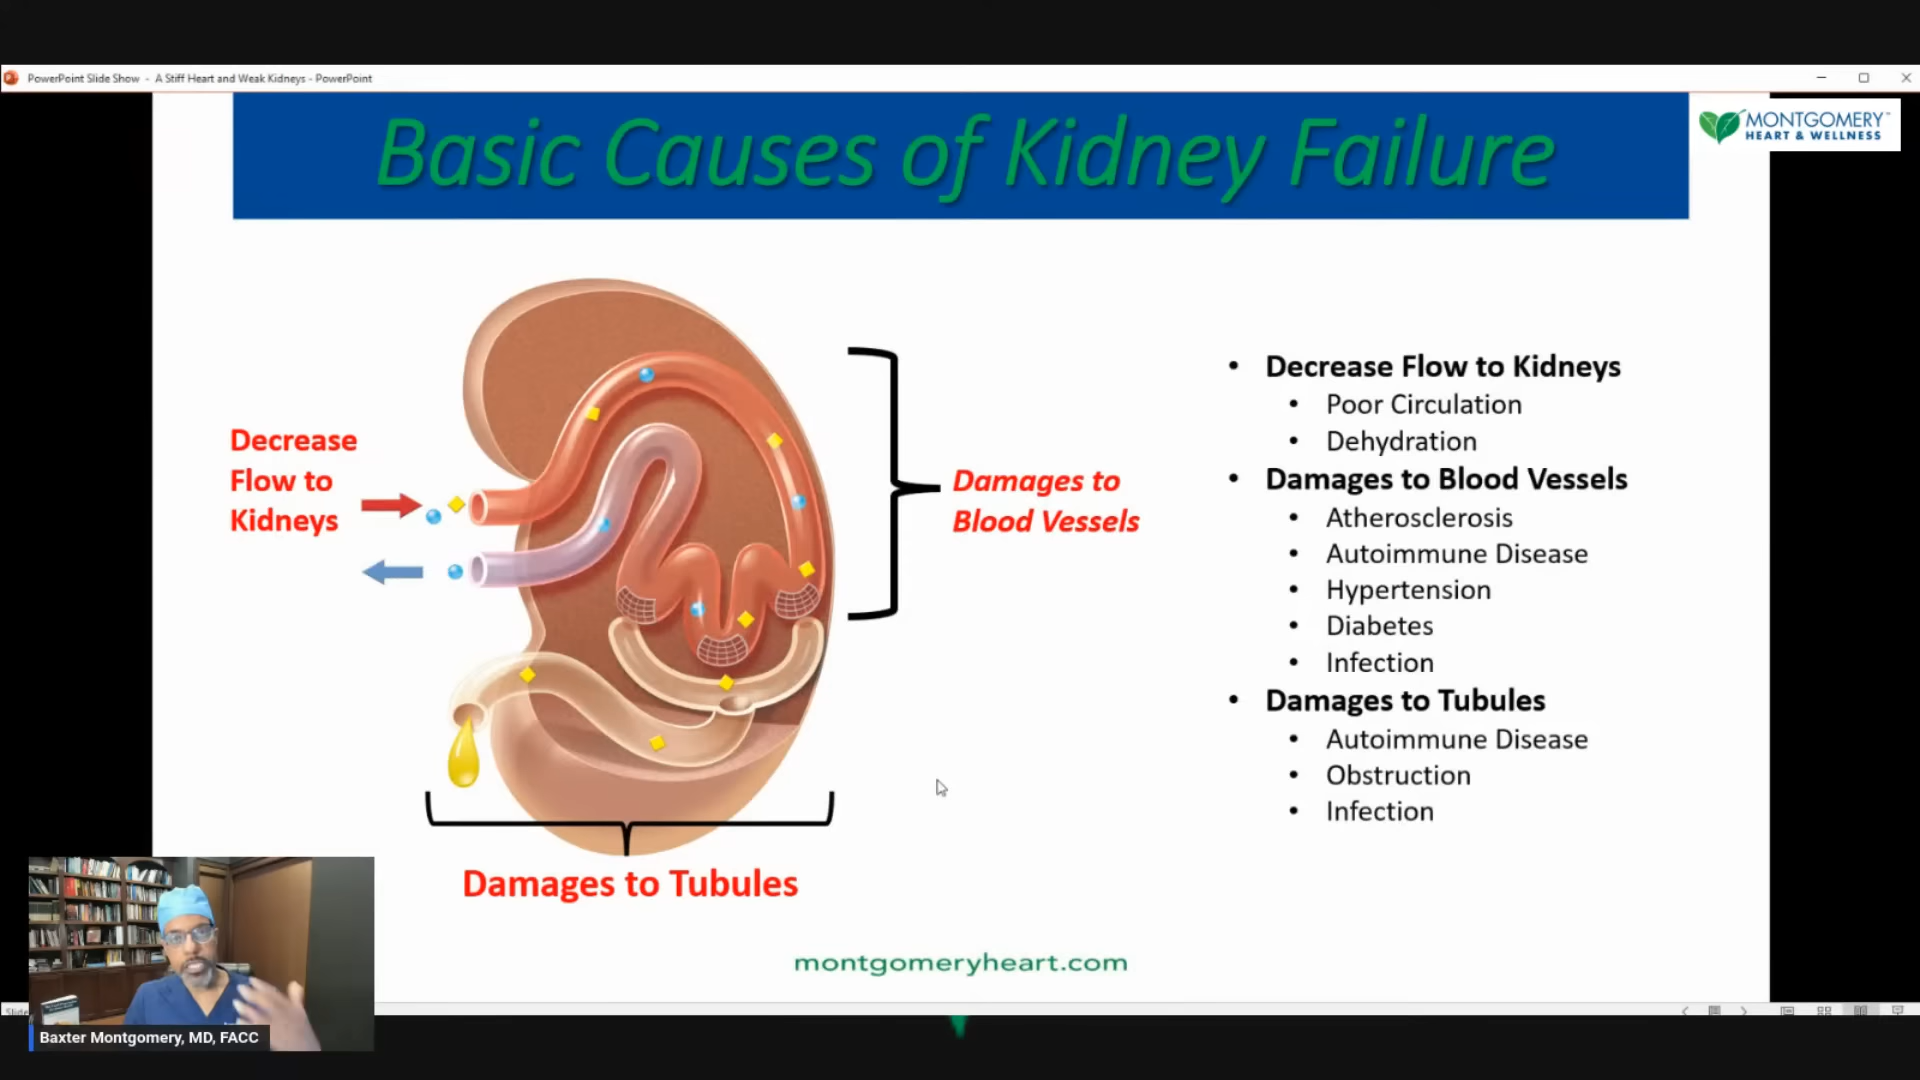 PowerPoint Slide Show - A Stiff Heart and Weak Kidneys - PowerPoint
Basic Causes of Kidney Failure
MONTGOMERY™
HEART & WELLNESS
Decrease
Flow to
Kidneys
Damages to
Blood Vessels
Damages to Tubules
• Decrease Flow to Kidneys
• Poor Circulation
• Dehydration
• Damages to Blood Vessels
• Atherosclerosis
• Autoimmune Disease
• Hypertension
• Diabetes
• Infection
• Damages to Tubules
• Autoimmune Disease
• Obstruction
• Infection
montgomeryheart.com
Slide
Baxter Montgomery, MD, FACC